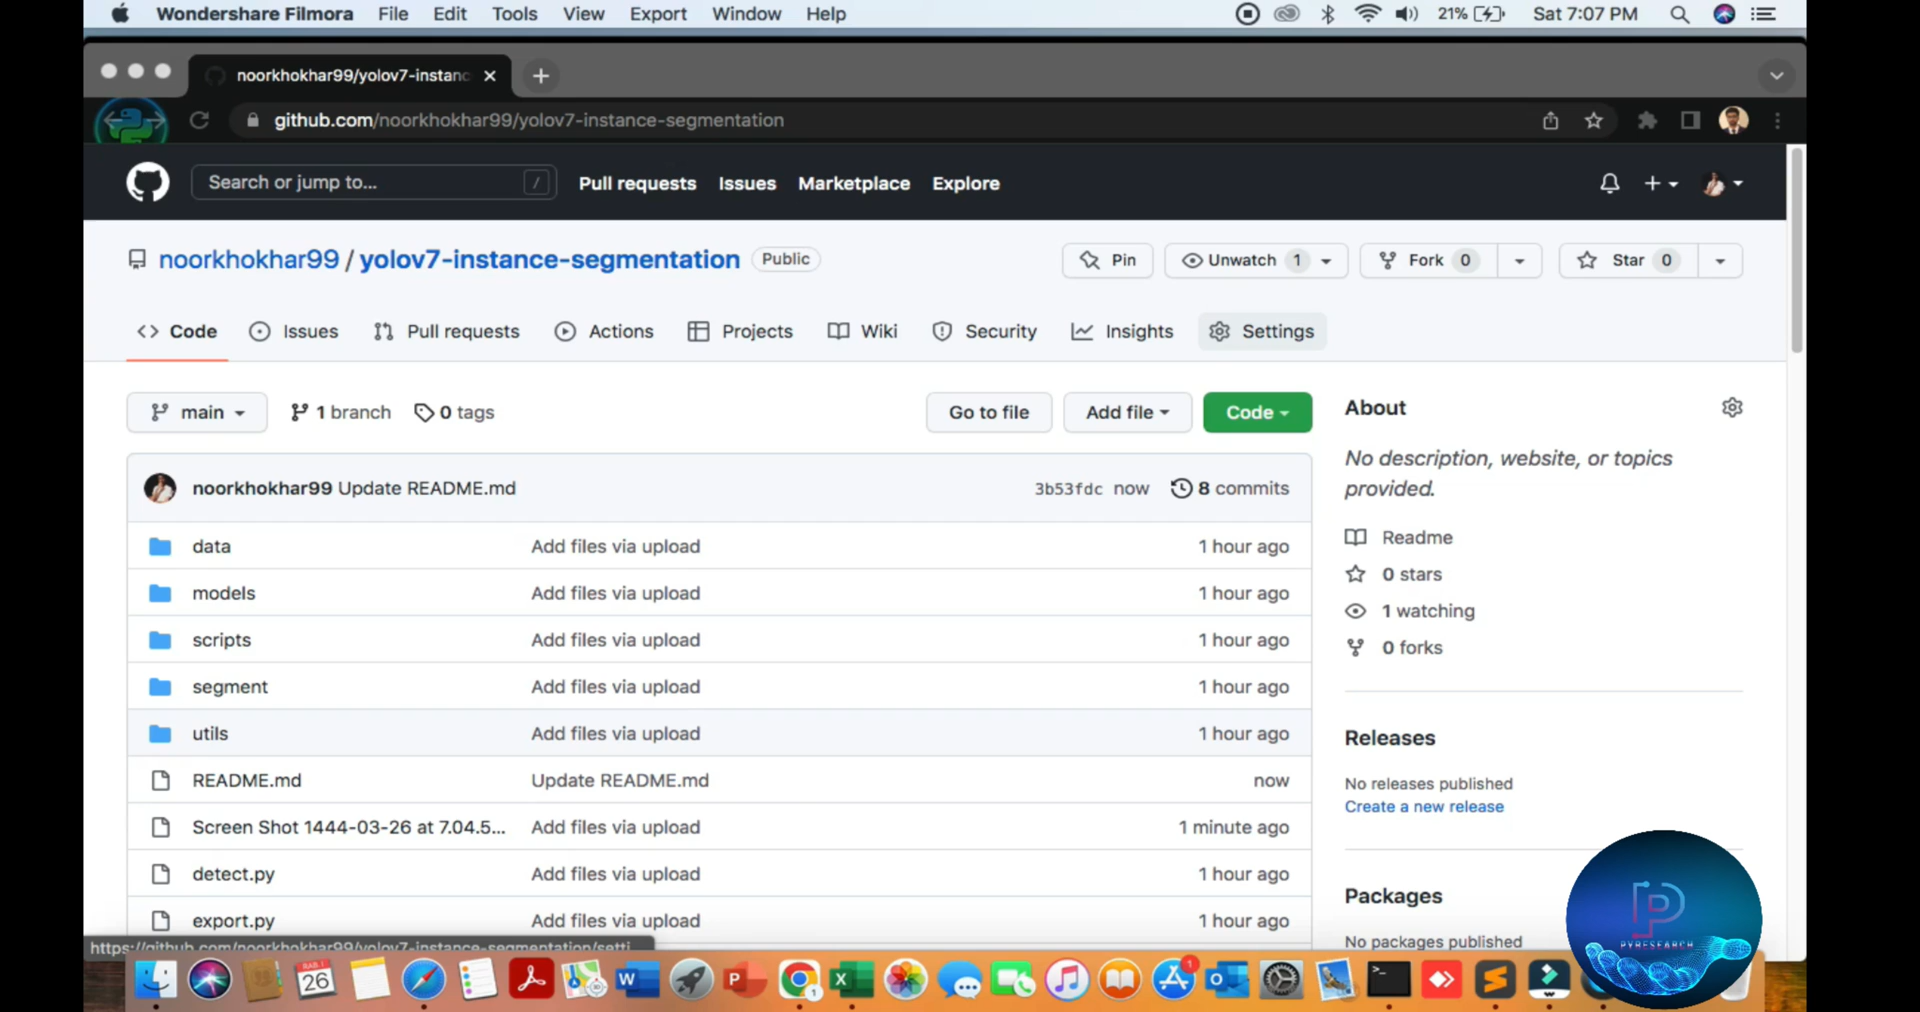 Wondershare Filmora File Edit Tools View Export Window Help 21% Sat 7:07 PM
noorkhokhar99/yolov7-instanc
github.com/noorkhokhar99/yolov7-instance-segmentation
Search or jump to... / Pull requests Issues Marketplace Explore
noorkhokhar99 / yolov7-instance-segmentation Public Pin Unwatch 1 Fork 0 Star 0
Code Issues Pull requests Actions Projects Wiki Security Insights Settings
main 1 branch 0 tags Go to file Add file Code
About
No description, website, or topics
provided.
noorkhokhar99 Update README.md 3b53fdc now 8 commits
data Add files via upload 1 hour ago
models Add files via upload 1 hour ago
scripts Add files via upload 1 hour ago
segment Add files via upload 1 hour ago
utils Add files via upload 1 hour ago
README.md Update README.md now
Screen Shot 1444-03-26 at 7.04.5... Add files via upload 1 minute ago
detect.py Add files via upload 1 hour ago
export.py Add files via upload 1 hour ago
Readme
0 stars
1 watching
0 forks
Releases
No releases published
Create a new release
Packages
No packages published
PYRESEARCH
https://github.com/noorkhokhar99/yolov7-instance-segmentation/setti
26